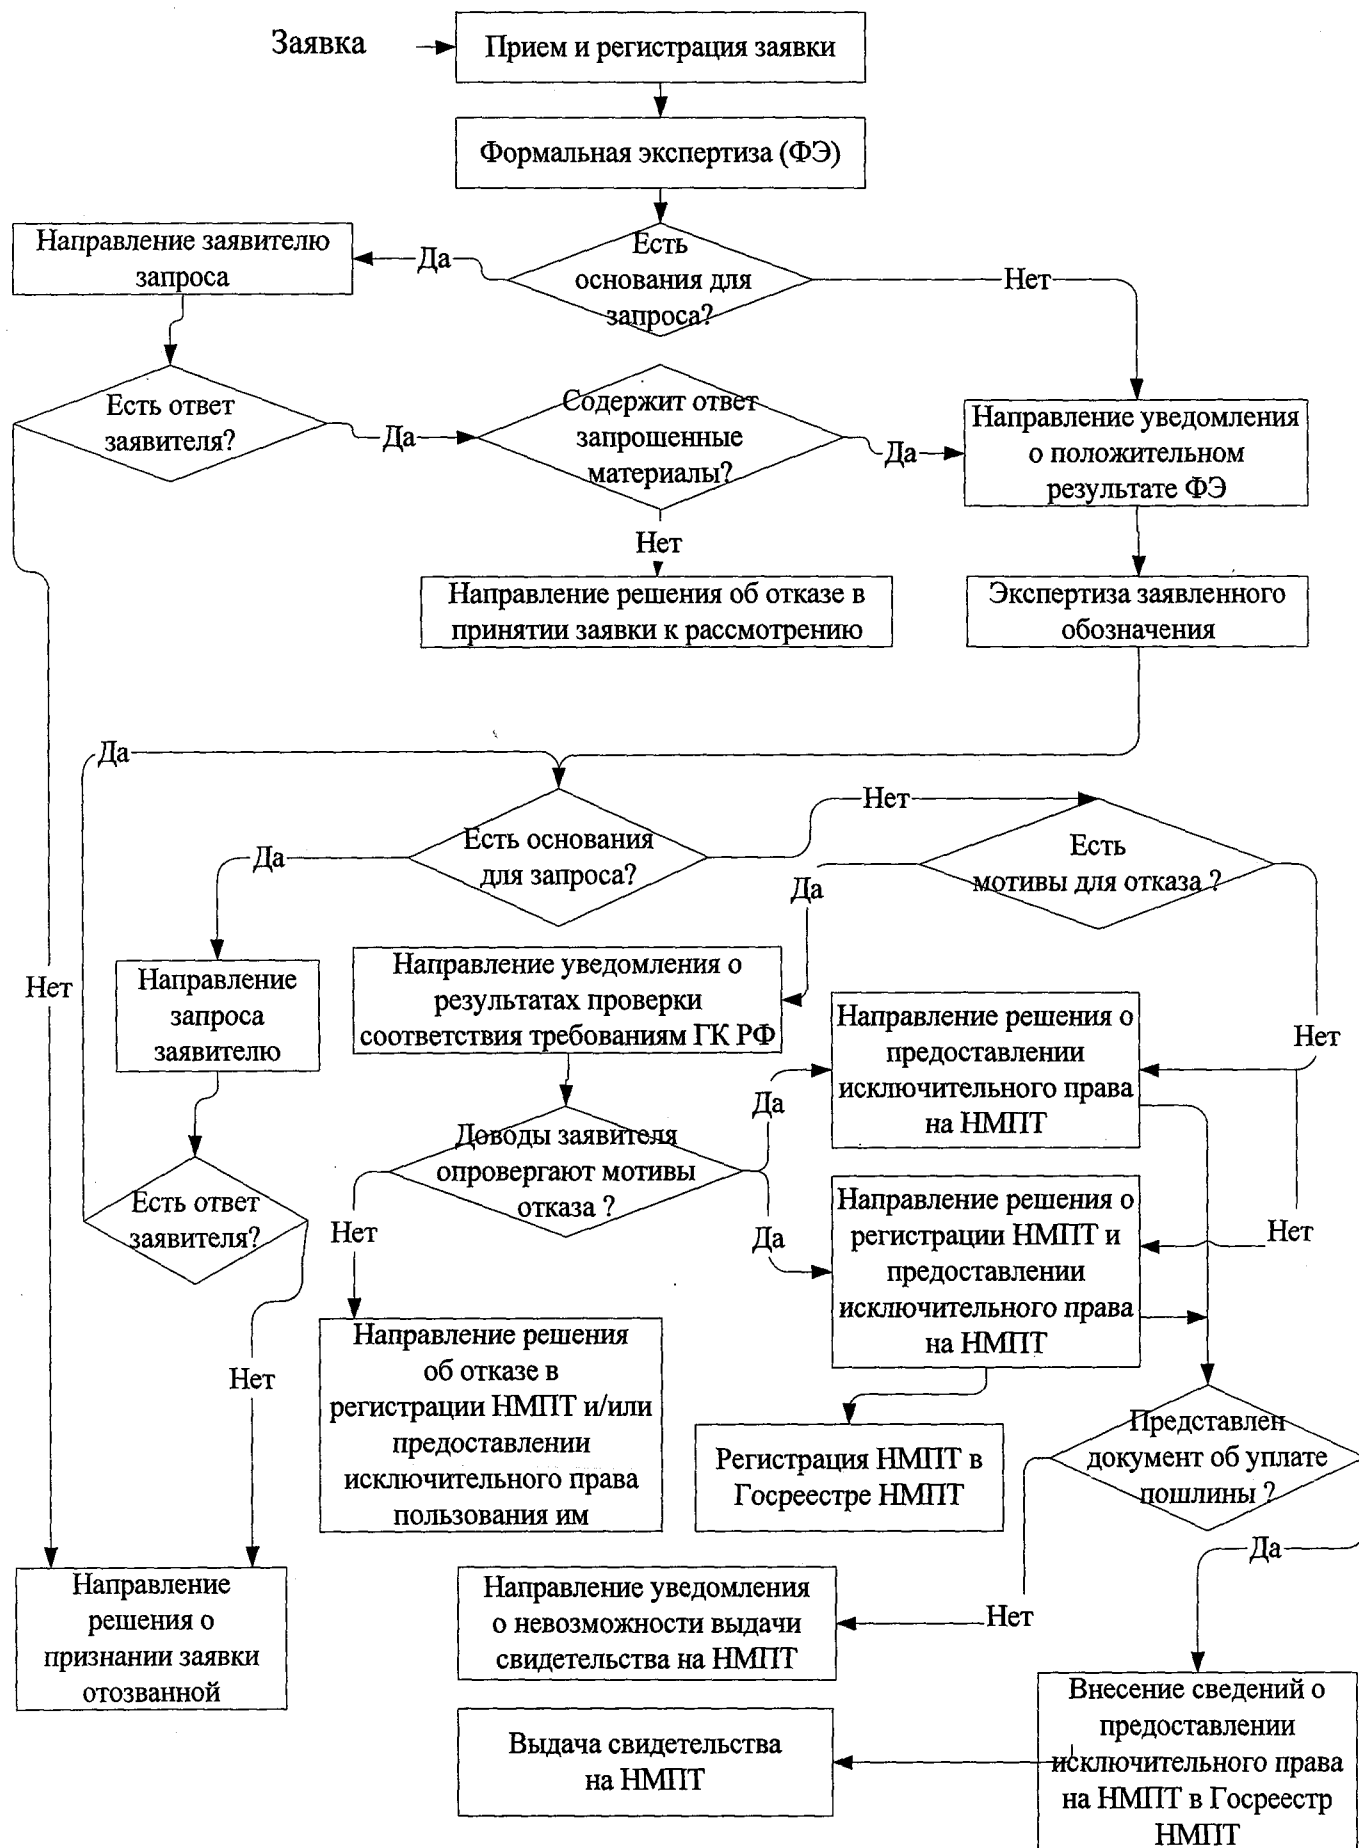 Заявка
Прием и регистрация заявки
Формальная экспертиза (ФЭ)
Направление заявителю
запроса
Да
Есть
основания для
запроса?
Нет
Есть ответ
заявителя?
Да
Содержит ответ
запрошенные
материалы?
Да
Направление уведомления
о положительном
результате ФЭ
Нет
Направление решения об отказе в
принятии заявки к рассмотрению
Экспертиза заявленного
обозначения
Да
Есть основания
для запроса?
Да
Нет
Есть
мотивы для отказа ?
Да
Нет
Направление
запроса
заявителю
Направление уведомления о
результатах проверки
соответствия требованиям ГК РФ
Направление решения о
предоставлении
исключительного права
на НМПТ
Нет
Да
Доводы заявителя
опровергают мотивы
отказа ?
Есть ответ
заявителя?
Нет
Да
Направление решения о
регистрации НМПТ и
предоставлении
исключительного права
на НМПТ
Нет
Направление решения
об отказе в
регистрации НМПТ и/или
предоставлении
исключительного права
пользования им
Нет
Регистрация НМПТ в
Госреестре НМПТ
Представлен
документ об уплате
пошлины ?
Да
Направление
решения о
признании заявки
отозванной
Направление уведомления
о невозможности выдачи
свидетельства на НМПТ
Нет
Выдача свидетельства
на НМПТ
Внесение сведений о
предоставлении
исключительного права
на НМПТ в Госреестр
НМПТ